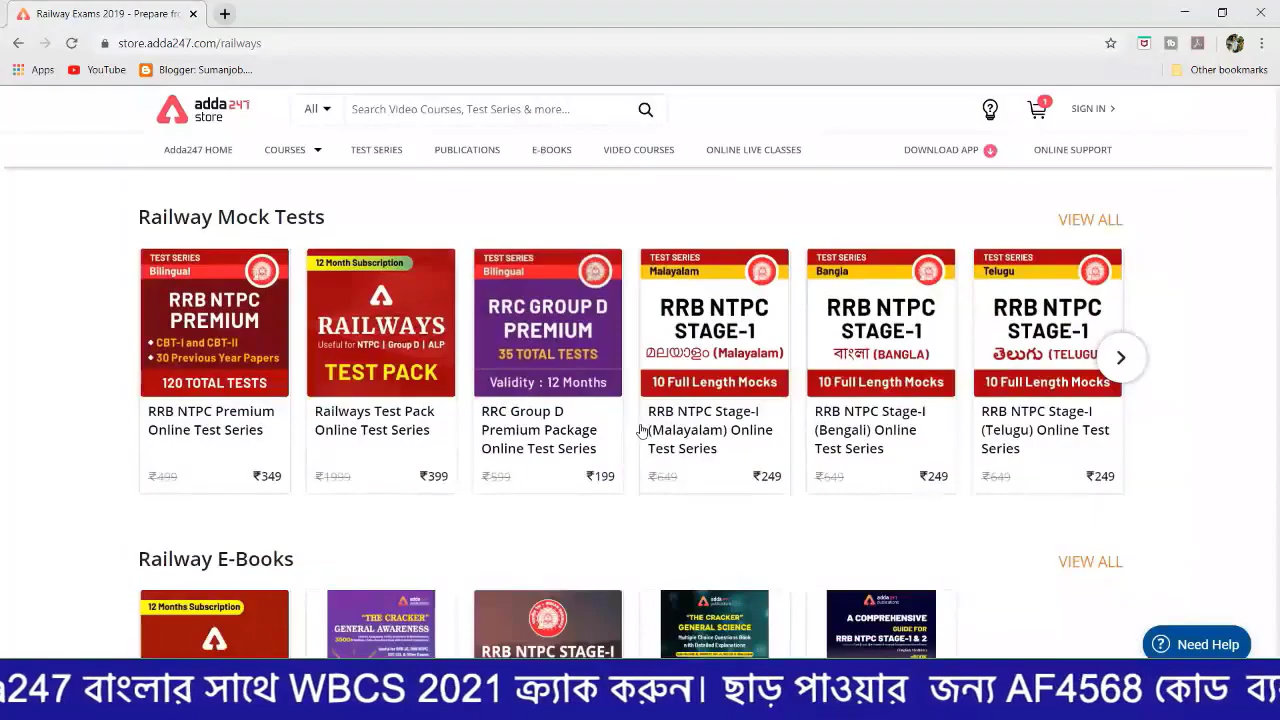 Railway Exams 2019 - Prepare fr
store.adda247.com/railways
Apps YouTube Blogger: Sumanjob.... Other bookmarks
adda247 store
All Search Video Courses, Test Series & more... 1 SIGN IN >
Adda247 HOME COURSES TEST SERIES PUBLICATIONS E-BOOKS VIDEO COURSES ONLINE LIVE CLASSES DOWNLOAD APP ONLINE SUPPORT
Railway Mock Tests
VIEW ALL
TEST SERIES
Bilingual
RRB NTPC
PREMIUM
• CBT-I and CBT-II
• 30 Previous Year Papers
120 TOTAL TESTS
RRB NTPC Premium
Online Test Series
₹499 ₹349
12 Month Subscription
RAILWAYS
Useful for NTPC | Group D | ALP
TEST PACK
Railways Test Pack
Online Test Series
₹1999 ₹399
TEST SERIES
Bilingual
RRC GROUP D
PREMIUM
35 TOTAL TESTS
Validity : 12 Months
RRC Group D
Premium Package
Online Test Series
₹599 ₹199
TEST SERIES
Malayalam
RRB NTPC
STAGE-1
മലയാളം (Malayalam)
10 Full Length Mocks
RRB NTPC Stage-I
(Malayalam) Online
Test Series
₹649 ₹249
TEST SERIES
Bangla
RRB NTPC
STAGE-1
বাংলা (BANGLA)
10 Full Length Mocks
RRB NTPC Stage-I
(Bengali) Online
Test Series
₹649 ₹249
TEST SERIES
Telugu
RRB NTPC
STAGE-1
తెలుగు (TELUGU
10 Full Length Mocks
RRB NTPC Stage-I
(Telugu) Online Test
Series
₹649 ₹249
Railway E-Books
VIEW ALL
12 Months Subscription
adda247
"THE CRACKER"
GENERAL AWARENESS
RRB NTPC STAGE-I
adda247
"THE CRACKER"
GENERAL SCIENCE
Multiple Choice Questions Book
with Detailed Explanations
adda247
A COMPREHENSIVE
GUIDE FOR
RRB NTPC STAGE-1 & 2
Need Help
a247 বাংলার সাথে WBCS 2021 ক্র্যাক করুন। ছাড় পাওয়ার জন্য AF4568 কোড ব্য